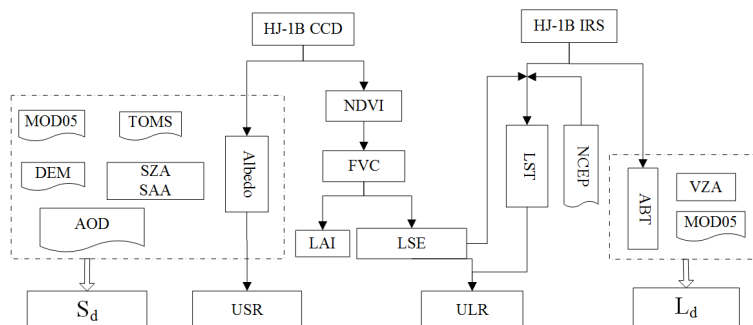 HJ-1B CCD
HJ-1B IRS
MOD05
TOMS
NDVI
DEM
SZA
SAA
Albedo
FVC
LST
NCEP
ABT
VZA
MOD05
AOD
LAI
LSE
Sd
USR
ULR
Ld